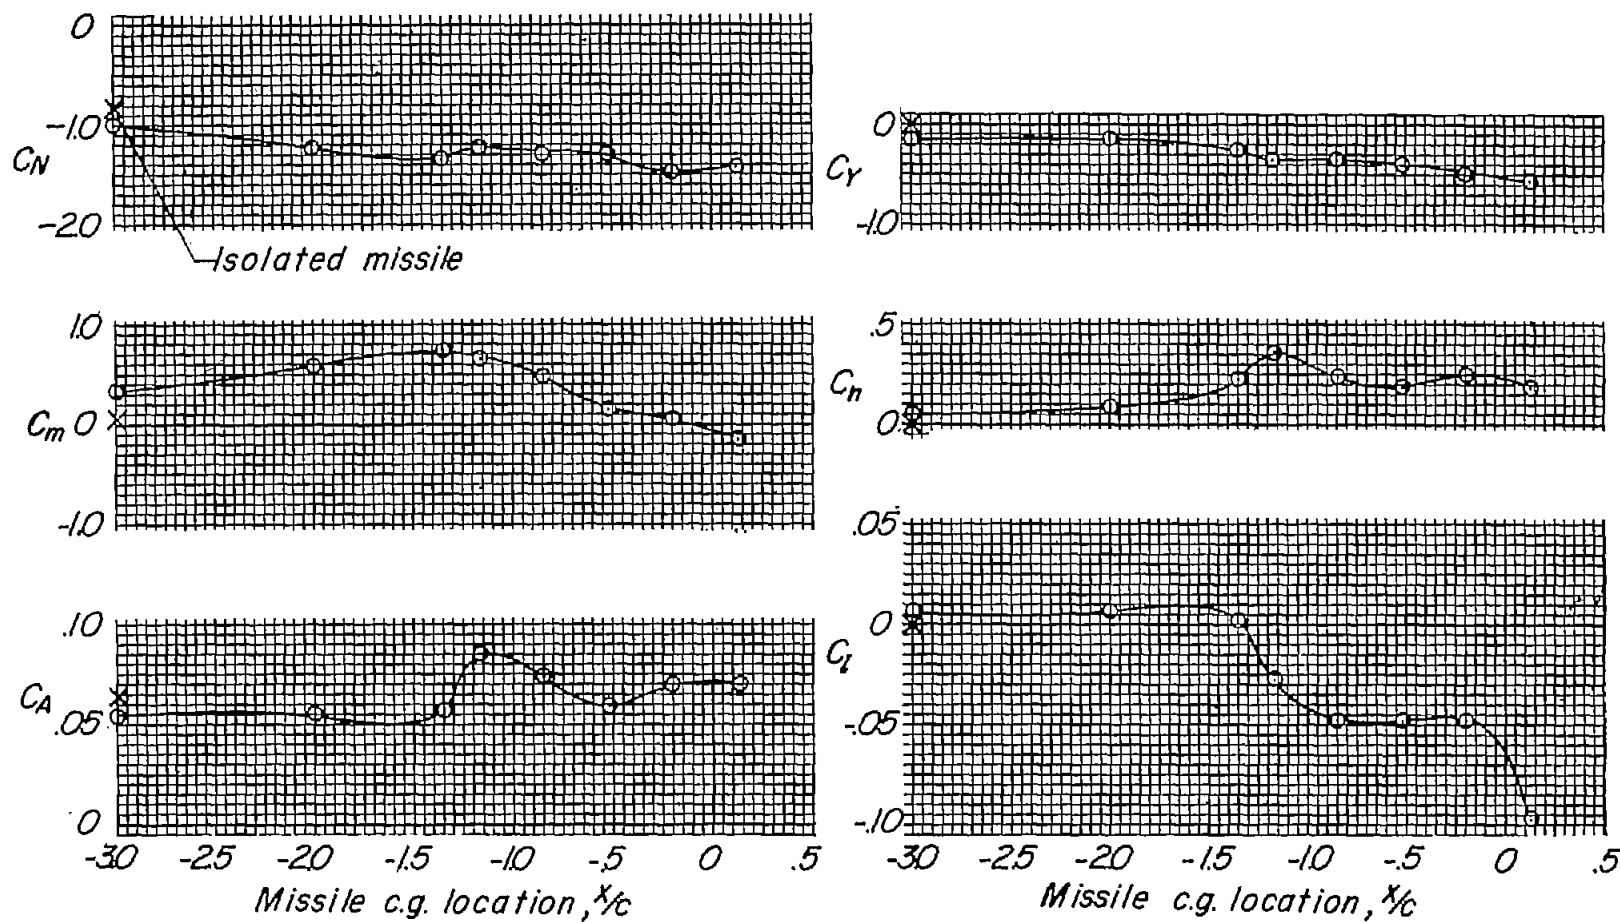 0
-1.0
C_N
-2.0
Isolated missile
1.0
C_m 0
-1.0
.10
C_A
.05
0
-3.0 -2.5 -2.0 -1.5 -1.0 -.5 0 .5
Missile c.g. location, x/c
0
C_Y
-1.0
.5
C_n
0
.05
0
C_l
-.05
-.10
-3.0 -2.5 -2.0 -1.5 -1.0 -.5 0 .5
Missile c.g. location, x/c